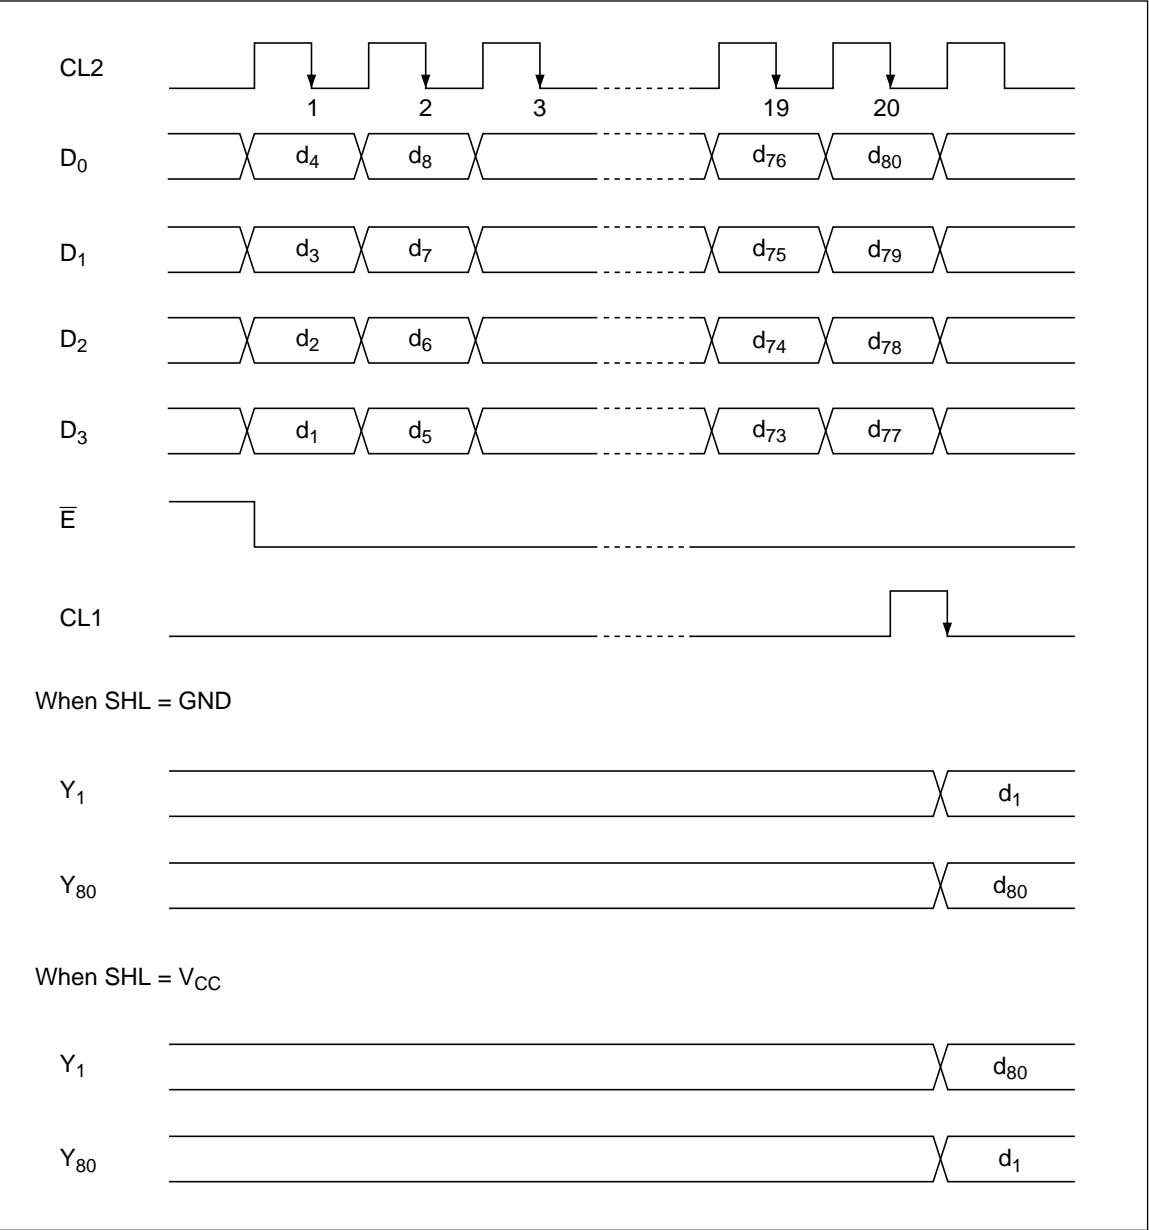 CL2
1 2 3 19 20
D0 d4 d8 d76 d80
D1 d3 d7 d75 d79
D2 d2 d6 d74 d78
D3 d1 d5 d73 d77
E̅
CL1
When SHL = GND
Y1 d1
Y80 d80
When SHL = VCC
Y1 d80
Y80 d1